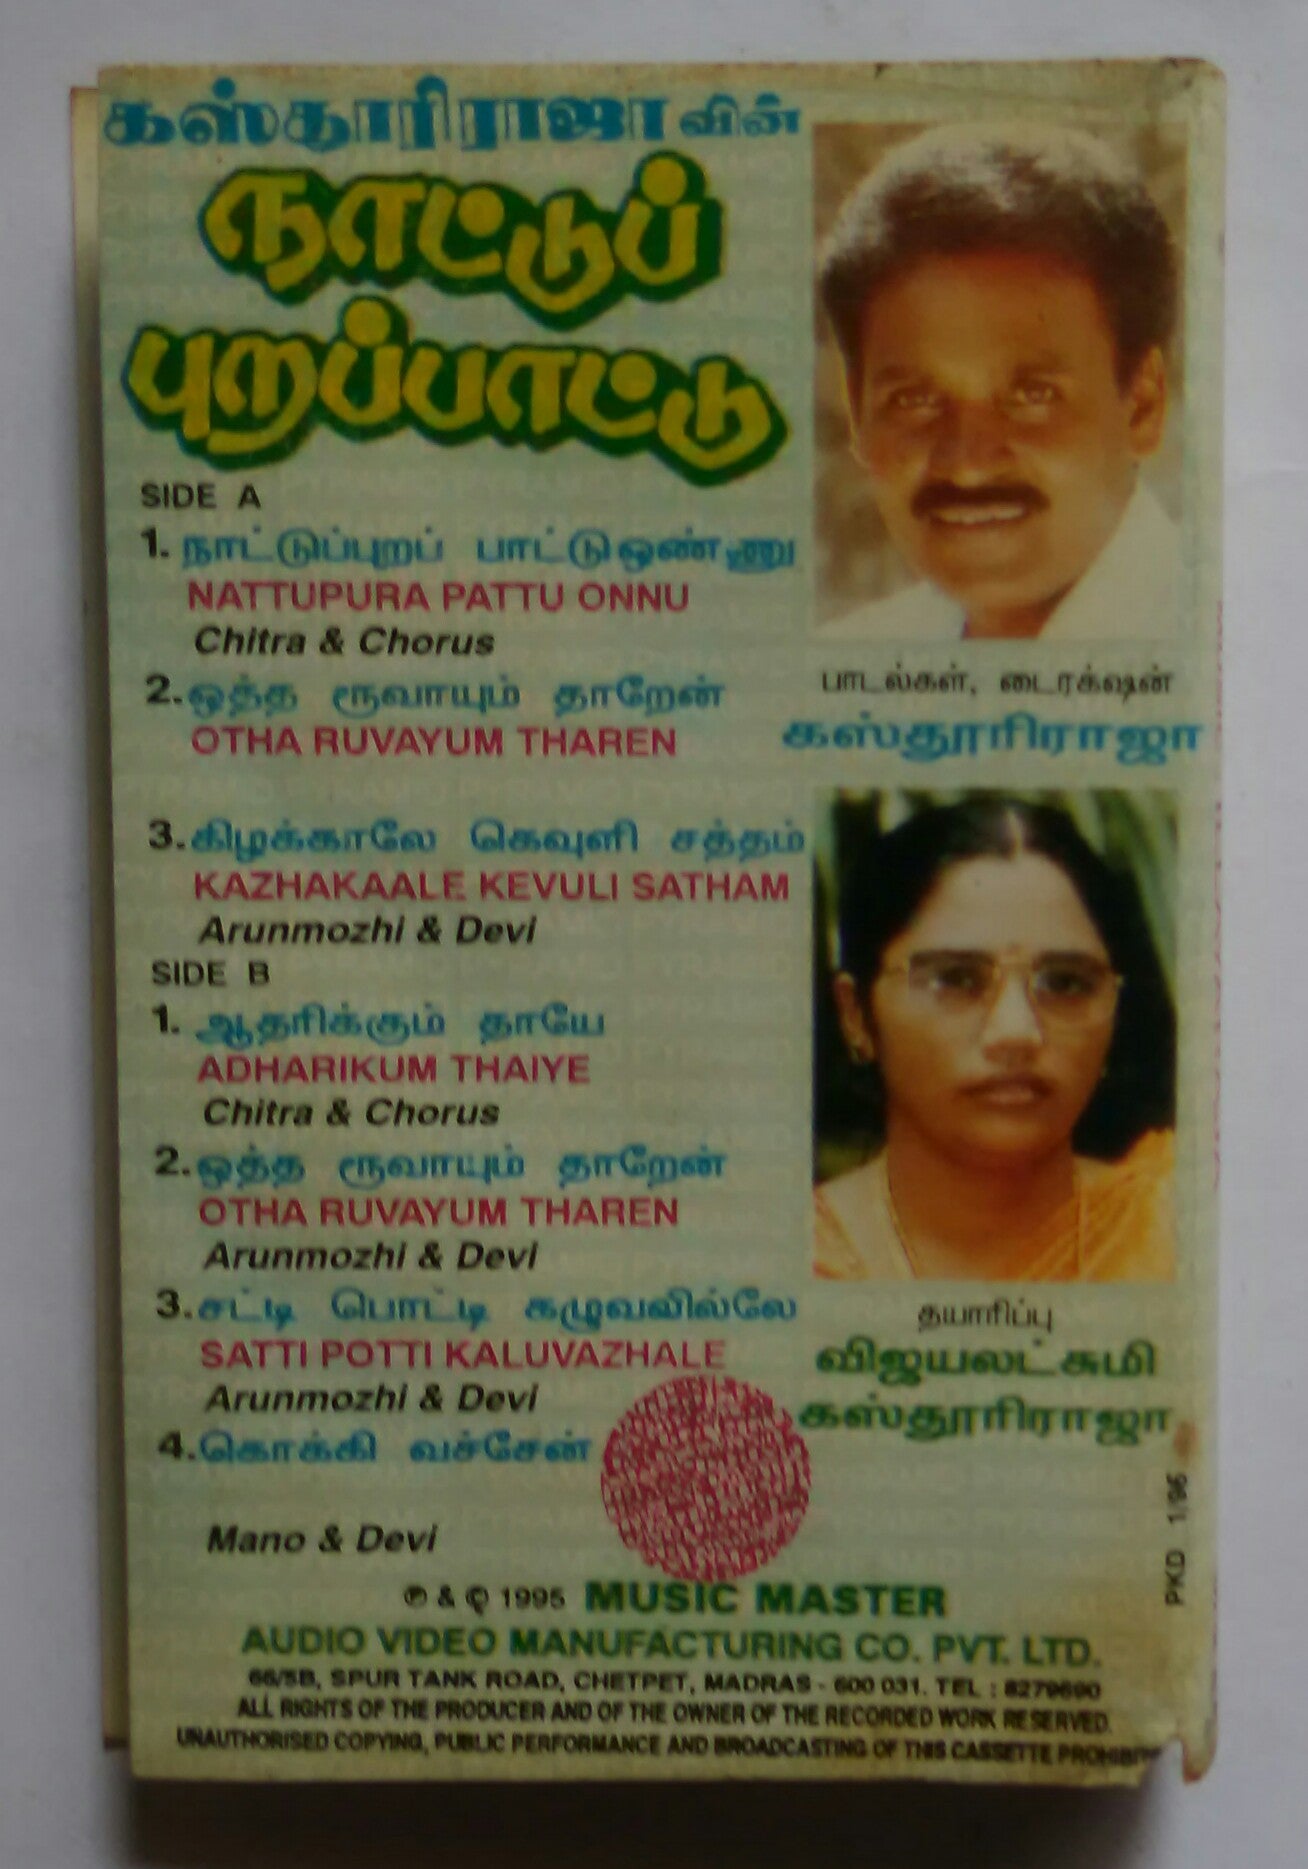 கஸ்தூரிராஜாவின்
நாட்டுப்
புறப்பாட்டு
SIDE A
1. நாட்டுப்புறப் பாட்டு ஒண்ணு
NATTUPURA PATTU ONNU
Chitra & Chorus
2. ஒத்த ரூவாயும் தாறேன்
OTHA RUVAYUM THAREN
3. கிழக்காலே கெவுளி சத்தம்
KAZHAKAALE KEVULI SATHAM
Arunmozhi & Devi
SIDE B
1. ஆதரிக்கும் தாயே
ADHARIKUM THAIYE
Chitra & Chorus
2. ஒத்த ரூவாயும் தாறேன்
OTHA RUVAYUM THAREN
Arunmozhi & Devi
3. சட்டி பொட்டி கழுவவில்லே
SATTI POTTI KALUVAZHALE
Arunmozhi & Devi
4. கொக்கி வச்சேன்
Mano & Devi
பாடல்கள், டைரக்‌ஷன்
கஸ்தூரிராஜா
தயாரிப்பு
விஜயலட்சுமி
கஸ்தூரிராஜா
PKD 1/96
℗ & © 1995 MUSIC MASTER
AUDIO VIDEO MANUFACTURING CO. PVT. LTD.
66/5B, SPUR TANK ROAD, CHETPET, MADRAS - 600 031. TEL : 8279690
ALL RIGHTS OF THE PRODUCER AND OF THE OWNER OF THE RECORDED WORK RESERVED.
UNAUTHORISED COPYING, PUBLIC PERFORMANCE AND BROADCASTING OF THIS CASSETTE